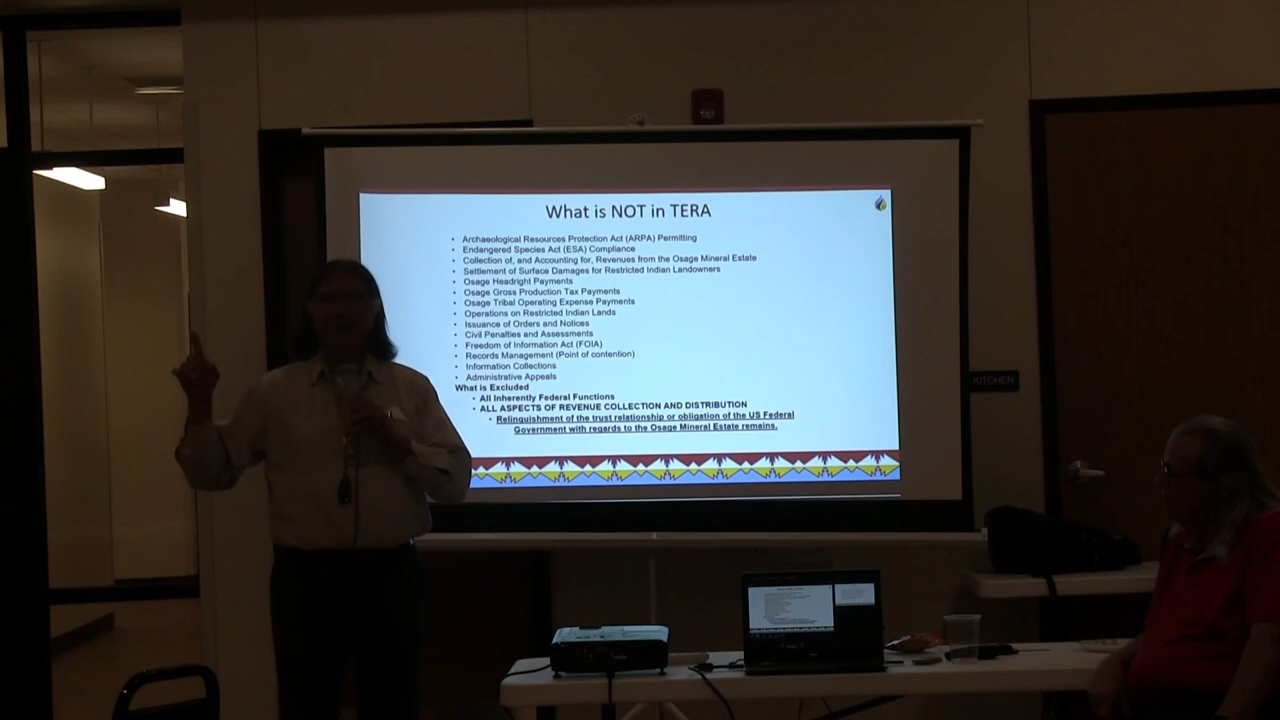 What is NOT in TERA
• Archaeological Resources Protection Act (ARPA) Permitting
• Endangered Species Act (ESA) Compliance
• Collection of, and Accounting for, Revenues from the Osage Mineral Estate
• Settlement of Surface Damages for Restricted Indian Landowners
• Osage Headright Payments
• Osage Gross Production Tax Payments
• Osage Tribal Operating Expense Payments
• Operations on Restricted Indian Lands
• Issuance of Orders and Notices
• Civil Penalties and Assessments
• Freedom of Information Act (FOIA)
• Records Management (Point of contention)
• Information Collections
• Administrative Appeals
What is Excluded
• All Inherently Federal Functions
• ALL ASPECTS OF REVENUE COLLECTION AND DISTRIBUTION
• Relinquishment of the trust relationship or obligation of the US Federal
Government with regards to the Osage Mineral Estate remains.
KITCHEN